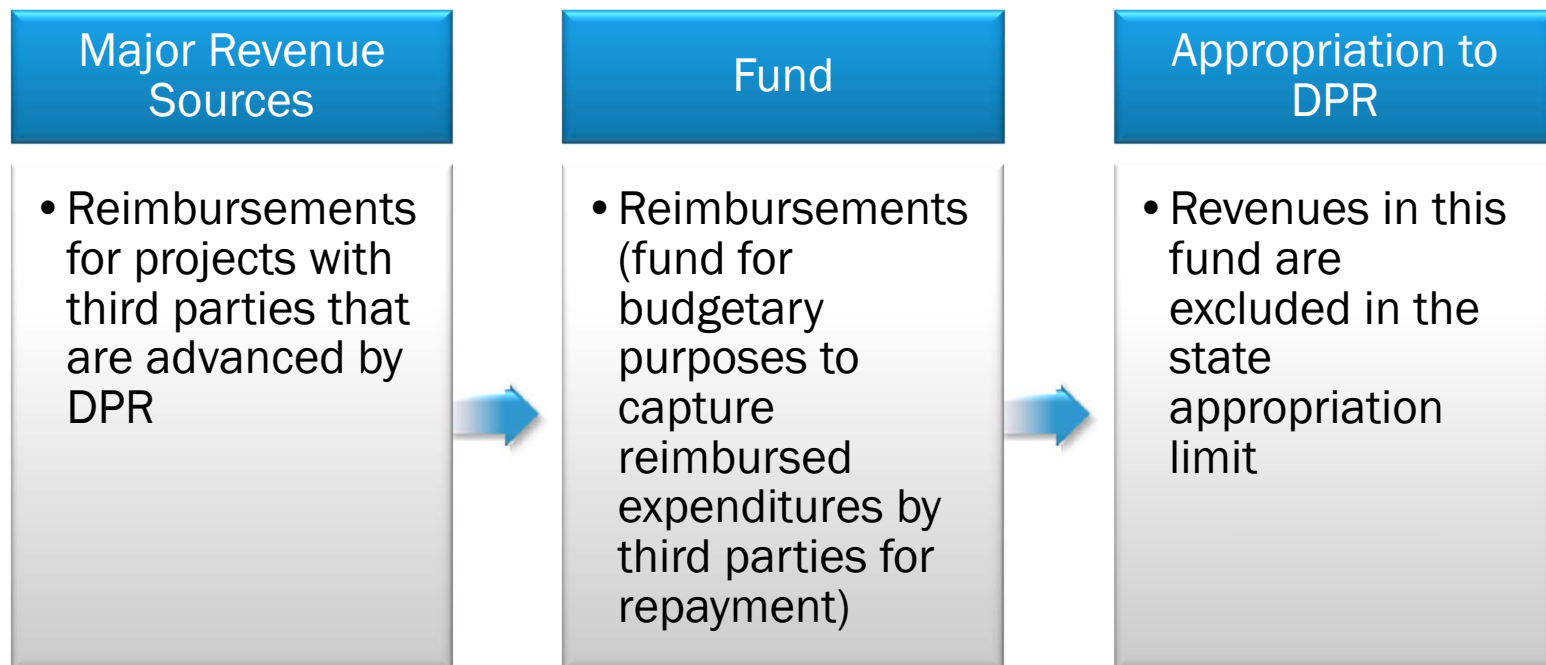 Major Revenue
Sources
• Reimbursements
for projects with
third parties that
are advanced by
DPR
Fund
• Reimbursements
(fund for
budgetary
purposes to
capture
reimbursed
expenditures by
third parties for
repayment)
Appropriation to
DPR
• Revenues in this
fund are
excluded in the
state
appropriation
limit